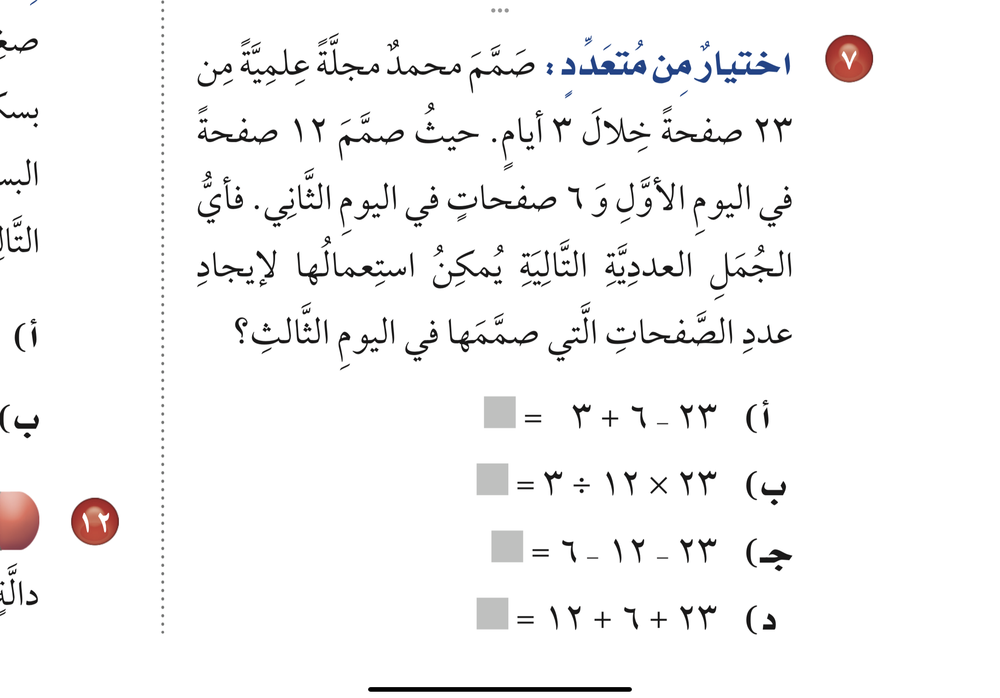 ٧
اختيارٌ مِن مُتعَدِّدٍ: صَمَّمَ محمدٌ مجلَّةً عِلمِيَّةً مِن
٢٣ صفحةً خِلالَ ٣ أيامٍ. حيثُ صمَّمَ ١٢ صفحةً
في اليومِ الأوَّلِ وَ ٦ صفحاتٍ في اليومِ الثَّانِي. فأيُّ
الجُمَلِ العددِيَّةِ التَّالِيَةِ يُمكِنُ استِعمالُها لإيجادِ
عددِ الصَّفحاتِ الَّتي صمَّمَها في اليومِ الثَّالثِ؟
أ) ٢٣ - ٦ + ٣ =
ب) ٢٣ × ١٢ ÷ ٣ =
جـ) ٢٣ - ١٢ - ٦ =
د) ٢٣ + ٦ + ١٢ =
أ)
ب)
١٢